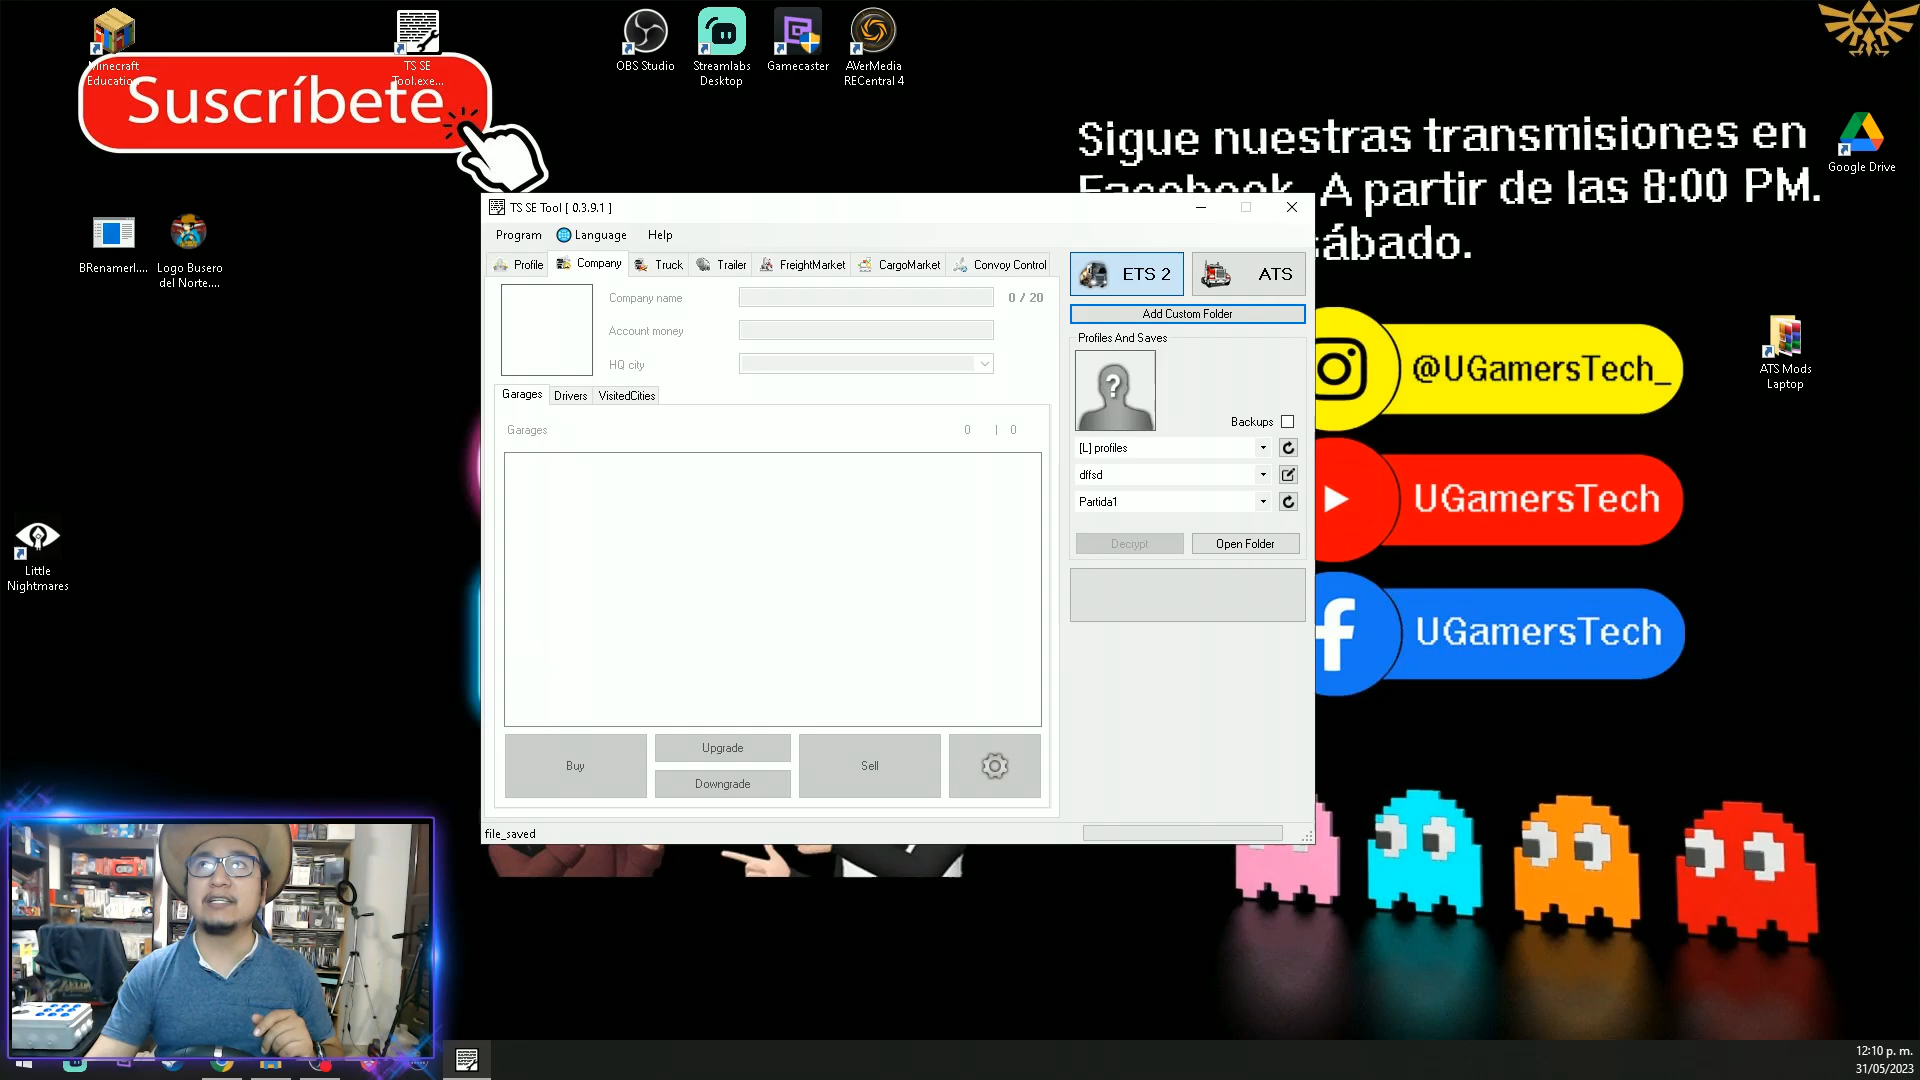 Minecraft
Educatio
TS SE
Tool.exe...
OBS Studio
Streamlabs
Desktop
Gamecaster
AVerMedia
RECentral 4
Suscríbete
Sigue nuestras transmisiones en
Facebook. A partir de las 8:00 PM.
sábado.
Google Drive
BRenamerI....
Logo Busero
del Norte....
ATS Mods
Laptop
Little
Nightmares
@UGamersTech_
UGamersTech
UGamersTech
TS SE Tool [ 0.3.9.1 ]
Program Language Help
Profile Company Truck Trailer FreightMarket CargoMarket Convoy Control
ETS 2 ATS
Add Custom Folder
Company name 0 / 20
Account money
HQ city
Garages Drivers VisitedCities
Garages 0 | 0
Profiles And Saves
?
Backups
[L] profiles
dffsd
Partida1
Decrypt Open Folder
Buy Upgrade Sell
Downgrade
file_saved
12:10 p. m.
31/05/2023